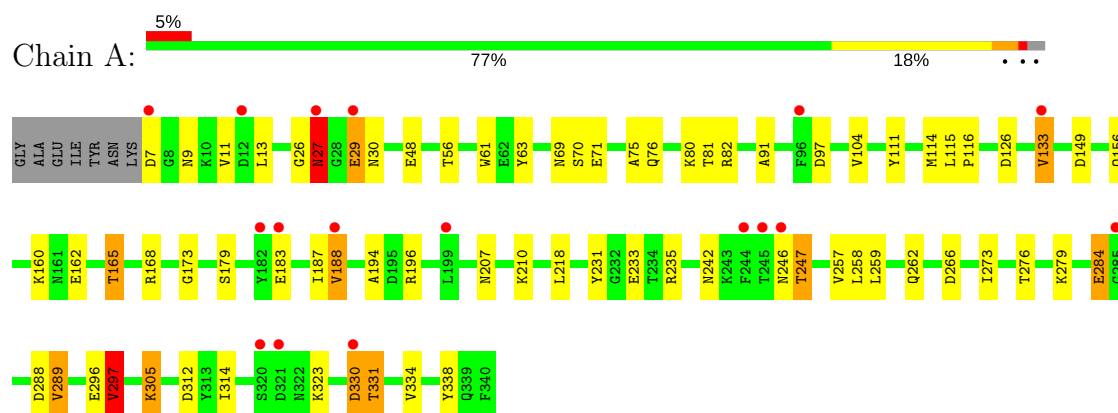 5%
Chain A:
77% 18% • • •
GLY ALA GLU ILE TYR ASN LYS D7 G8 N9 K10 V11 D12 L13 G26 N27 G28 E29 N30 E48 T56 W61 E62 Y63 N69 S70 E71 A75 Q76 K80 T81 R82 A91 F96 D97 V104 Y111 M114 L115 P116 D126 V133 D149
K160 N161 E162 T165 R168 G173 S179 Y182 E183 I187 V188 A194 D195 R196 L199 N207 K210 L218 Y231 G232 E233 T234 R235 N242 K243 F244 T245 N246 T247 V257 L258 L259 Q262 D266 I273 T276 K279 E284 G285
D288 V289 E296 V297 K305 D312 Y313 I314 S320 D321 N322 K323 D330 T331 V334 Y338 Q339 F340